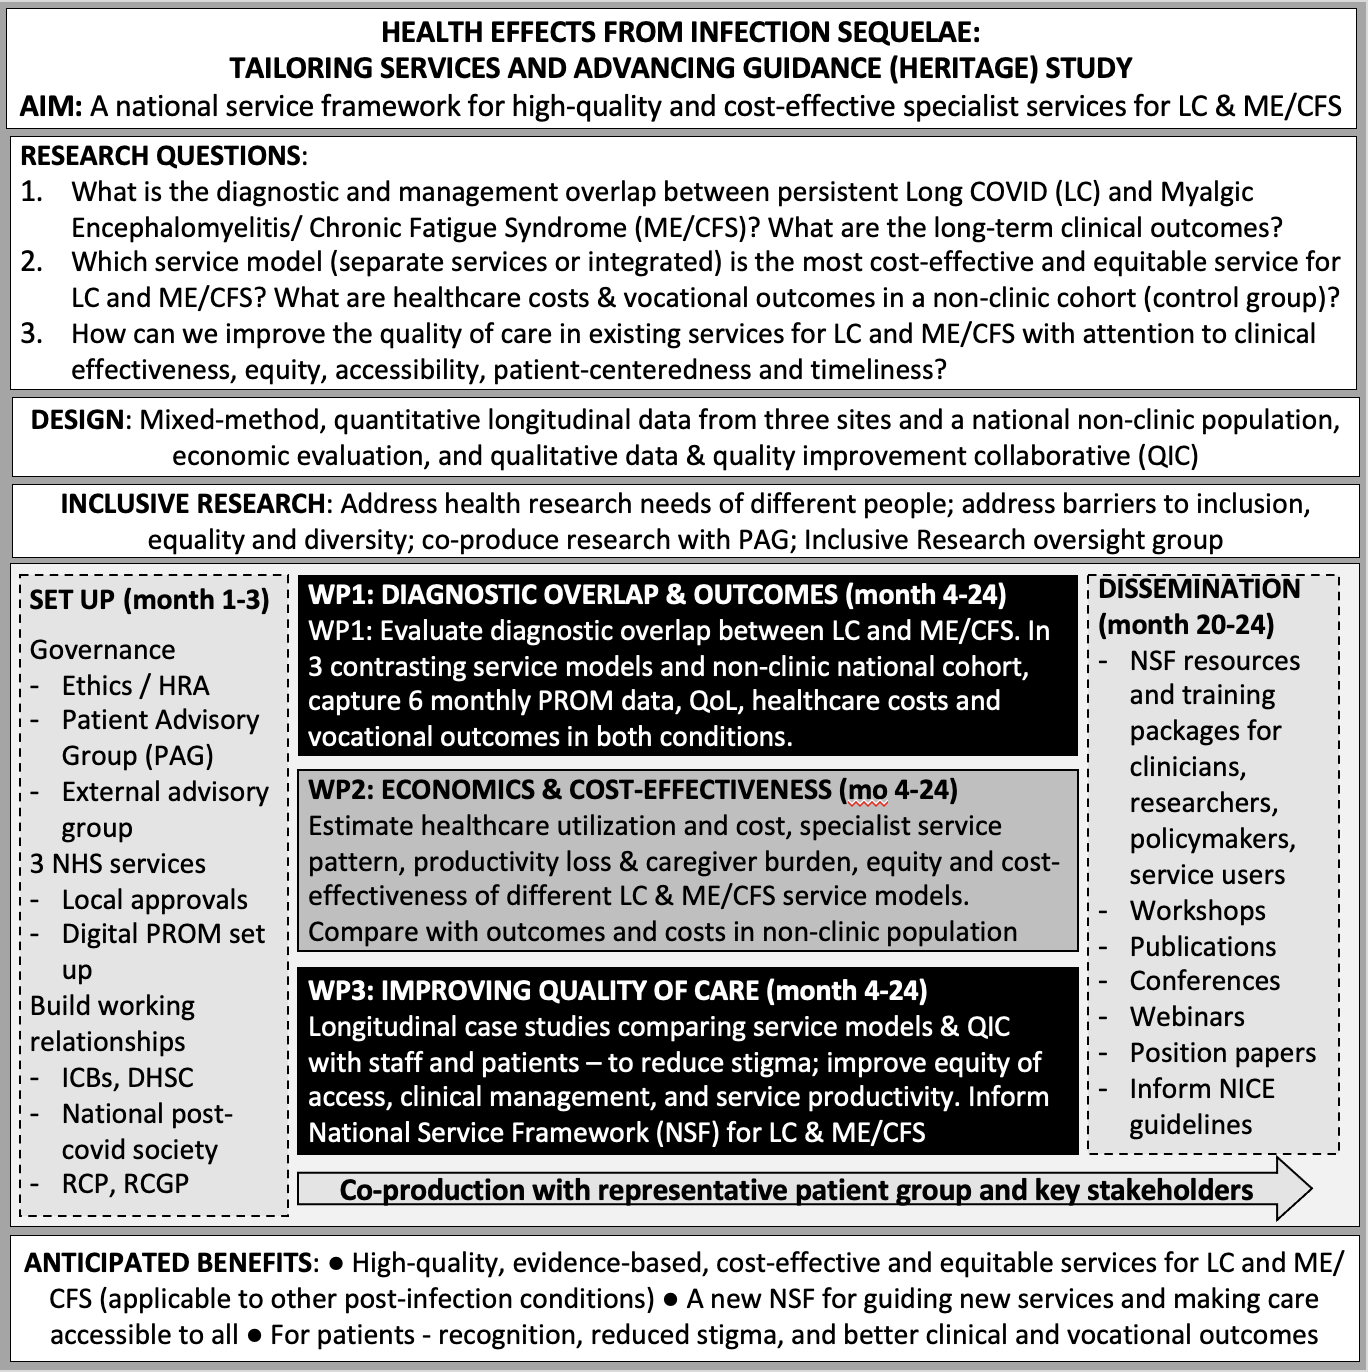 HEALTH EFFECTS FROM INFECTION SEQUELAE:
TAILORING SERVICES AND ADVANCING GUIDANCE (HERITAGE) STUDY
AIM: A national service framework for high-quality and cost-effective specialist services for LC & ME/CFS
RESEARCH QUESTIONS:
1. What is the diagnostic and management overlap between persistent Long COVID (LC) and Myalgic
Encephalomyelitis/ Chronic Fatigue Syndrome (ME/CFS)? What are the long-term clinical outcomes?
2. Which service model (separate services or integrated) is the most cost-effective and equitable service for
LC and ME/CFS? What are healthcare costs & vocational outcomes in a non-clinic cohort (control group)?
3. How can we improve the quality of care in existing services for LC and ME/CFS with attention to clinical
effectiveness, equity, accessibility, patient-centeredness and timeliness?
DESIGN: Mixed-method, quantitative longitudinal data from three sites and a national non-clinic population,
economic evaluation, and qualitative data & quality improvement collaborative (QIC)
INCLUSIVE RESEARCH: Address health research needs of different people; address barriers to inclusion,
equality and diversity; co-produce research with PAG; Inclusive Research oversight group
SET UP (month 1-3)
Governance
- Ethics / HRA
- Patient Advisory
Group (PAG)
- External advisory
group
3 NHS services
- Local approvals
- Digital PROM set
up
Build working
relationships
- ICBs, DHSC
- National post-
covid society
- RCP, RCGP
WP1: DIAGNOSTIC OVERLAP & OUTCOMES (month 4-24)
WP1: Evaluate diagnostic overlap between LC and ME/CFS. In
3 contrasting service models and non-clinic national cohort,
capture 6 monthly PROM data, QoL, healthcare costs and
vocational outcomes in both conditions.
WP2: ECONOMICS & COST-EFFECTIVENESS (mo 4-24)
Estimate healthcare utilization and cost, specialist service
pattern, productivity loss & caregiver burden, equity and cost-
effectiveness of different LC & ME/CFS service models.
Compare with outcomes and costs in non-clinic population
WP3: IMPROVING QUALITY OF CARE (month 4-24)
Longitudinal case studies comparing service models & QIC
with staff and patients – to reduce stigma; improve equity of
access, clinical management, and service productivity. Inform
National Service Framework (NSF) for LC & ME/CFS
Co-production with representative patient group and key stakeholders
DISSEMINATION
(month 20-24)
- NSF resources
and training
packages for
clinicians,
researchers,
policymakers,
service users
- Workshops
- Publications
- Conferences
- Webinars
- Position papers
- Inform NICE
guidelines
ANTICIPATED BENEFITS: ● High-quality, evidence-based, cost-effective and equitable services for LC and ME/
CFS (applicable to other post-infection conditions) ● A new NSF for guiding new services and making care
accessible to all ● For patients - recognition, reduced stigma, and better clinical and vocational outcomes